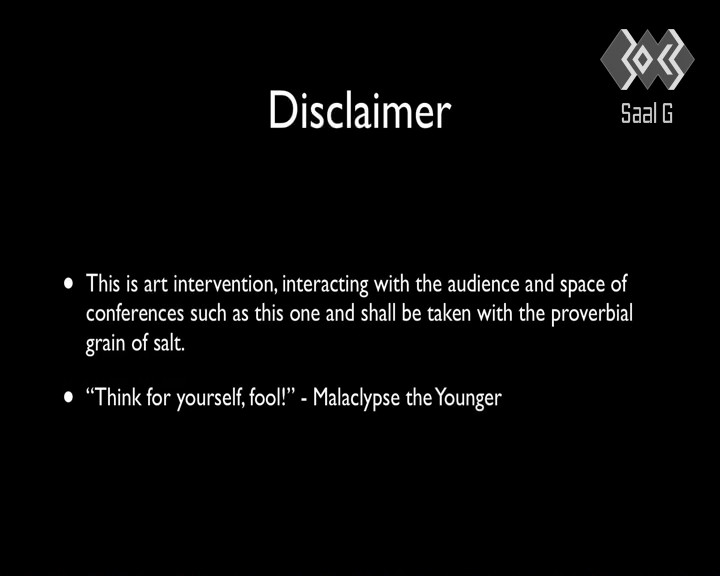 Saal G
Disclaimer
• This is art intervention, interacting with the audience and space of
conferences such as this one and shall be taken with the proverbial
grain of salt.
• “Think for yourself, fool!” - Malaclypse the Younger